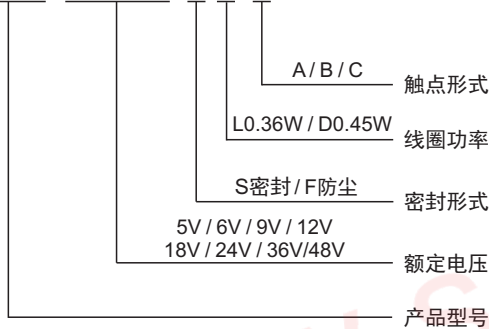 A / B / C
触点形式
L0.36W / D0.45W
线圈功率
S密封 / F防尘
密封形式
5V / 6V / 9V / 12V
18V / 24V / 36V/48V
额定电压
产品型号